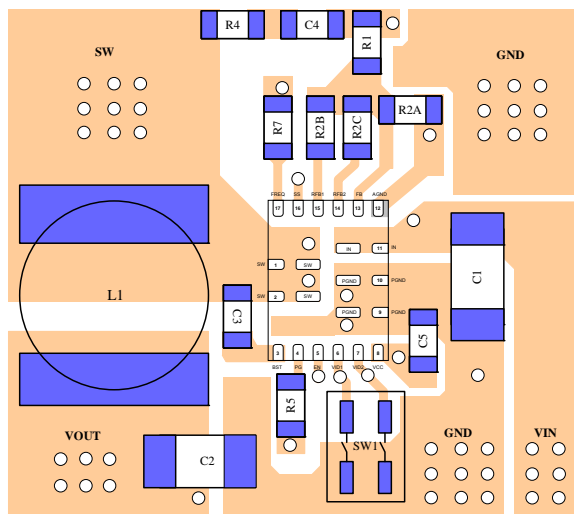 R4 C4 R1
SW GND
R7 R2B R2C R2A
FREQ SS RFB1 RFB2 FB AGND
17 16 15 14 13 12
IN 11 IN
SW 1 SW
PGND 10 PGND
SW 2 SW
PGND 9 PGND
L1 C3 C5 C1
3 4 5 6 7 8
BST PG EN VID1 VID2 VCC
R5
VOUT C2 SW1 GND VIN